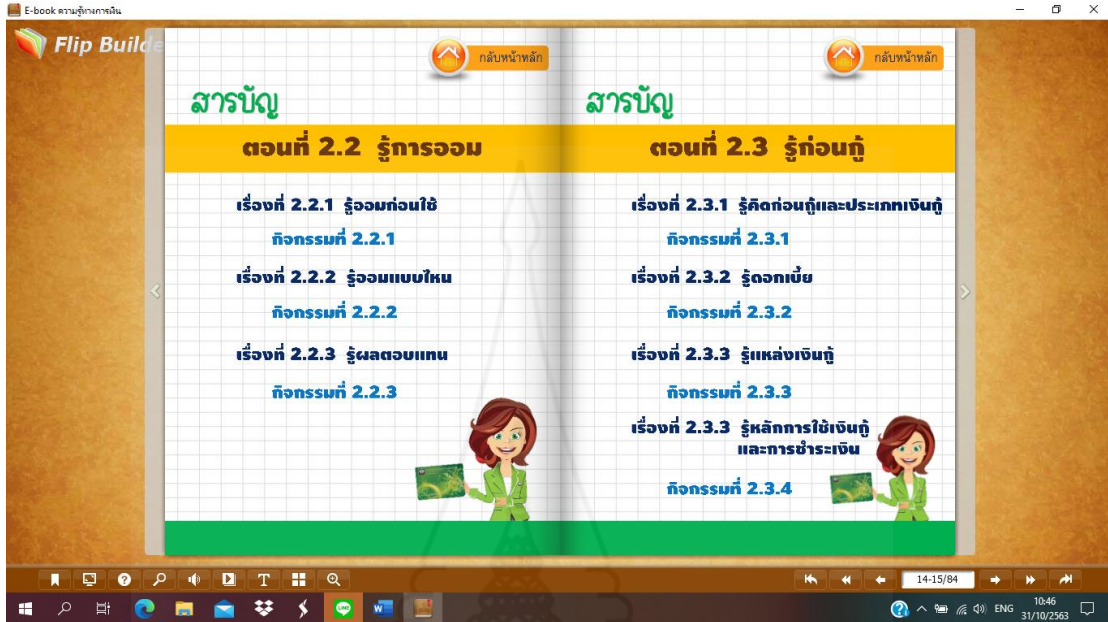 E-book ความรู้ทางการเงิน
Flip Builde
กลับหน้าหลัก
สารบัญ
ตอนที่ 2.2 รู้การออม
เรื่องที่ 2.2.1 รู้ออมก่อนใช้
กิจกรรมที่ 2.2.1
เรื่องที่ 2.2.2 รู้ออมแบบไหน
กิจกรรมที่ 2.2.2
เรื่องที่ 2.2.3 รู้ผลตอบแทน
กิจกรรมที่ 2.2.3
กลับหน้าหลัก
สารบัญ
ตอนที่ 2.3 รู้ก่อนกู้
เรื่องที่ 2.3.1 รู้คิดก่อนกู้และประเภทเงินกู้
กิจกรรมที่ 2.3.1
เรื่องที่ 2.3.2 รู้ดอกเบี้ย
กิจกรรมที่ 2.3.2
เรื่องที่ 2.3.3 รู้แหล่งเงินกู้
กิจกรรมที่ 2.3.3
เรื่องที่ 2.3.3 รู้หลักการใช้เงินกู้
และการชำระเงิน
กิจกรรมที่ 2.3.4
14-15/84
LINE
ENG
10:46
31/10/2563